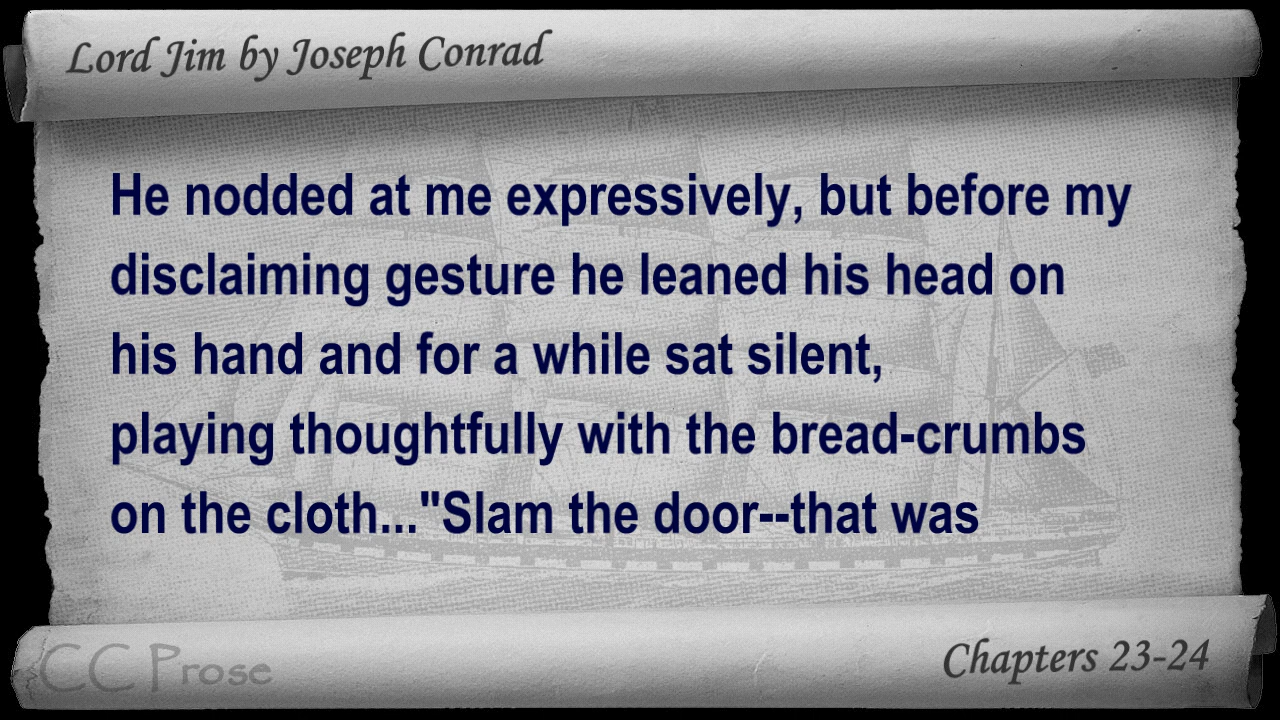 Lord Jim by Joseph Conrad
He nodded at me expressively, but before my
disclaiming gesture he leaned his head on
his hand and for a while sat silent,
playing thoughtfully with the bread-crumbs
on the cloth..."Slam the door--that was
CC Prose
Chapters 23-24